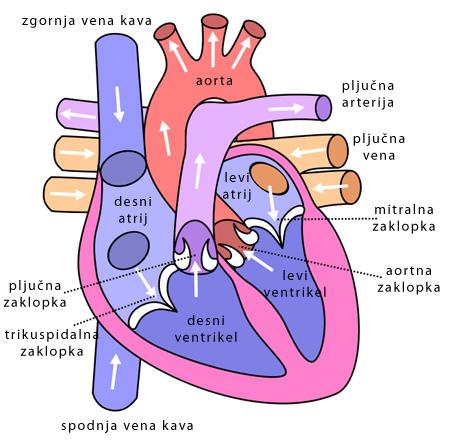 zgornja vena kava
aorta
pljučna
arterija
pljučna
vena
levi
atrij
desni
atrij
mitralna
zaklopka
aortna
zaklopka
pljučna
zaklopka
levi
ventrikel
trikuspidalna
zaklopka
desni
ventrikel
spodnja vena kava